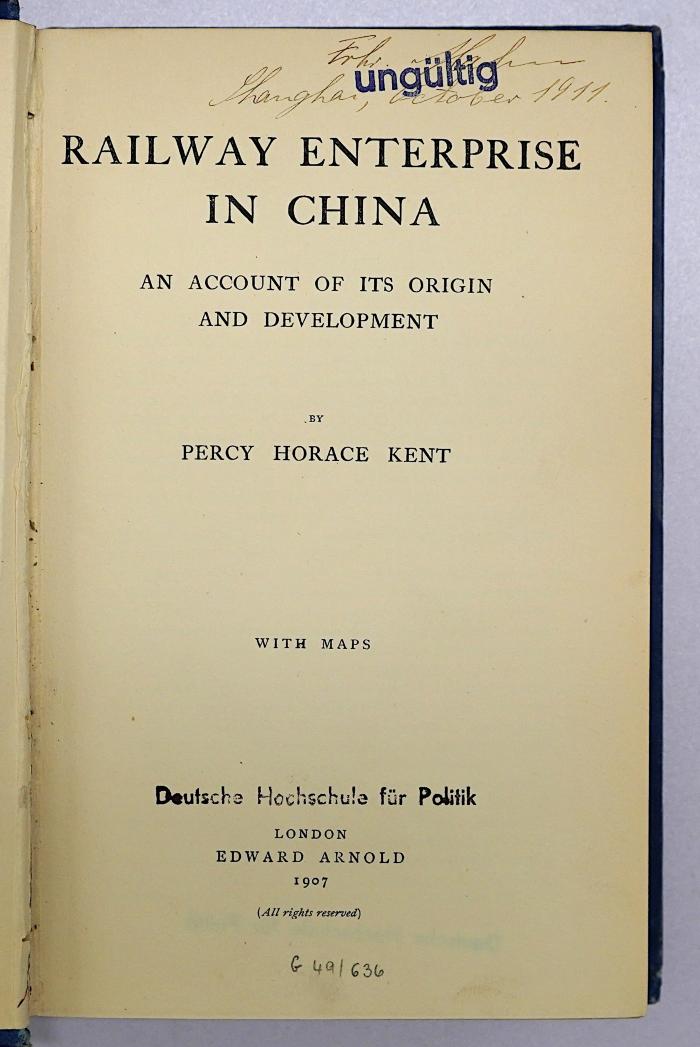 Frhr.
ungültig
Shanghai, October 1911.
RAILWAY ENTERPRISE
IN CHINA
AN ACCOUNT OF ITS ORIGIN
AND DEVELOPMENT
BY
PERCY HORACE KENT
WITH MAPS
Deutsche Hochschule für Politik
LONDON
EDWARD ARNOLD
1907
(All rights reserved)
G 49/636